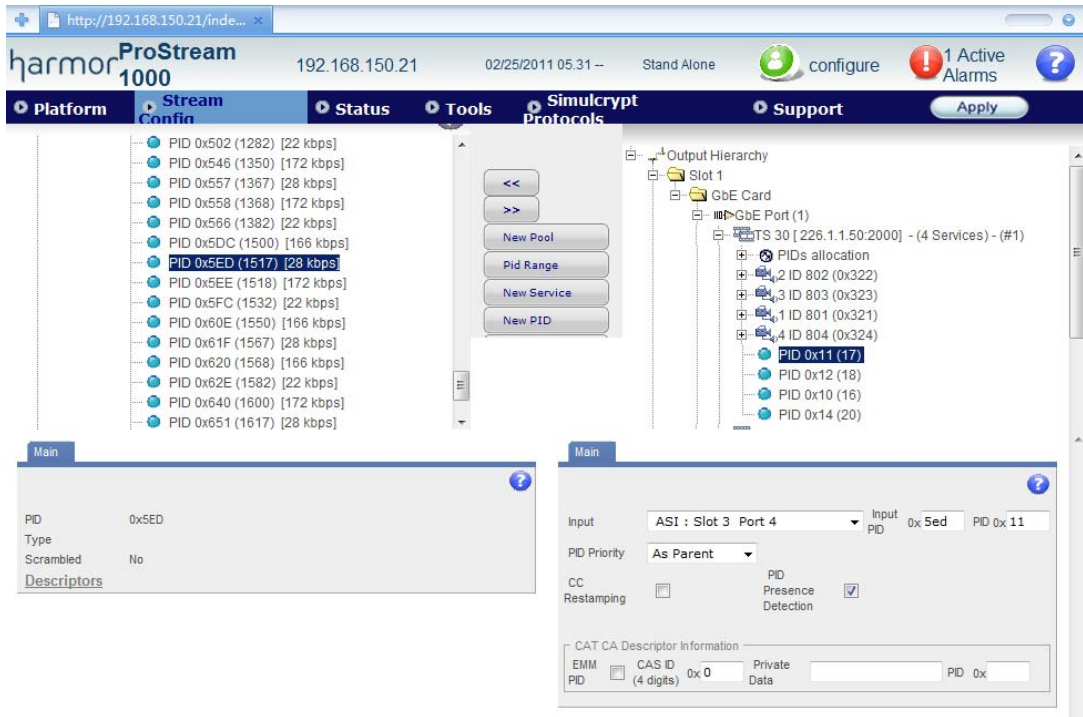 http://192.168.150.21/inde... ×
harmor ProStream 1000
192.168.150.21
02/25/2011 05.31 --
Stand Alone
configure
1 Active Alarms
Platform
Stream Config
Status
Tools
Simulcrypt Protocols
Support
Apply
PID 0x502 (1282) [22 kbps]
PID 0x546 (1350) [172 kbps]
PID 0x557 (1367) [28 kbps]
PID 0x558 (1368) [172 kbps]
PID 0x566 (1382) [22 kbps]
PID 0x5DC (1500) [166 kbps]
PID 0x5ED (1517) [28 kbps]
PID 0x5EE (1518) [172 kbps]
PID 0x5FC (1532) [22 kbps]
PID 0x60E (1550) [166 kbps]
PID 0x61F (1567) [28 kbps]
PID 0x620 (1568) [166 kbps]
PID 0x62E (1582) [22 kbps]
PID 0x640 (1600) [172 kbps]
PID 0x651 (1617) [28 kbps]
<<
>>
New Pool
Pid Range
New Service
New PID
Output Hierarchy
Slot 1
GbE Card
GbE Port (1)
TS 30 [ 226.1.1.50:2000] - (4 Services) - (#1)
PIDs allocation
2 ID 802 (0x322)
3 ID 803 (0x323)
1 ID 801 (0x321)
4 ID 804 (0x324)
PID 0x11 (17)
PID 0x12 (18)
PID 0x10 (16)
PID 0x14 (20)
Main
PID 0x5ED
Type
Scrambled No
Descriptors
Main
Input ASI : Slot 3 Port 4 Input PID 0x 5ed PID 0x 11
PID Priority As Parent
CC Restamping PID Presence Detection
CAT CA Descriptor Information
EMM PID CAS ID (4 digits) 0x 0 Private Data PID 0x